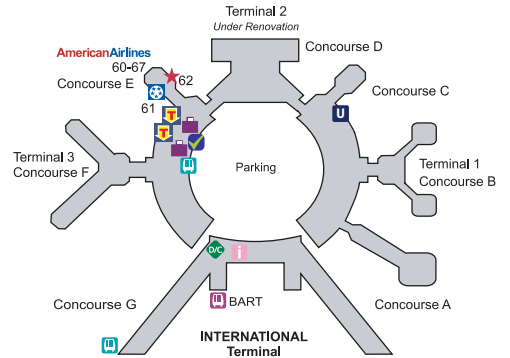 Terminal 2
Under Renovation
Concourse D
AmericanAirlines
60-67
62
Concourse E
61
Concourse C
U
T
T
Terminal 3
Concourse F
Parking
Terminal 1
Concourse B
D/C
i
BART
Concourse G
Concourse A
INTERNATIONAL
Terminal